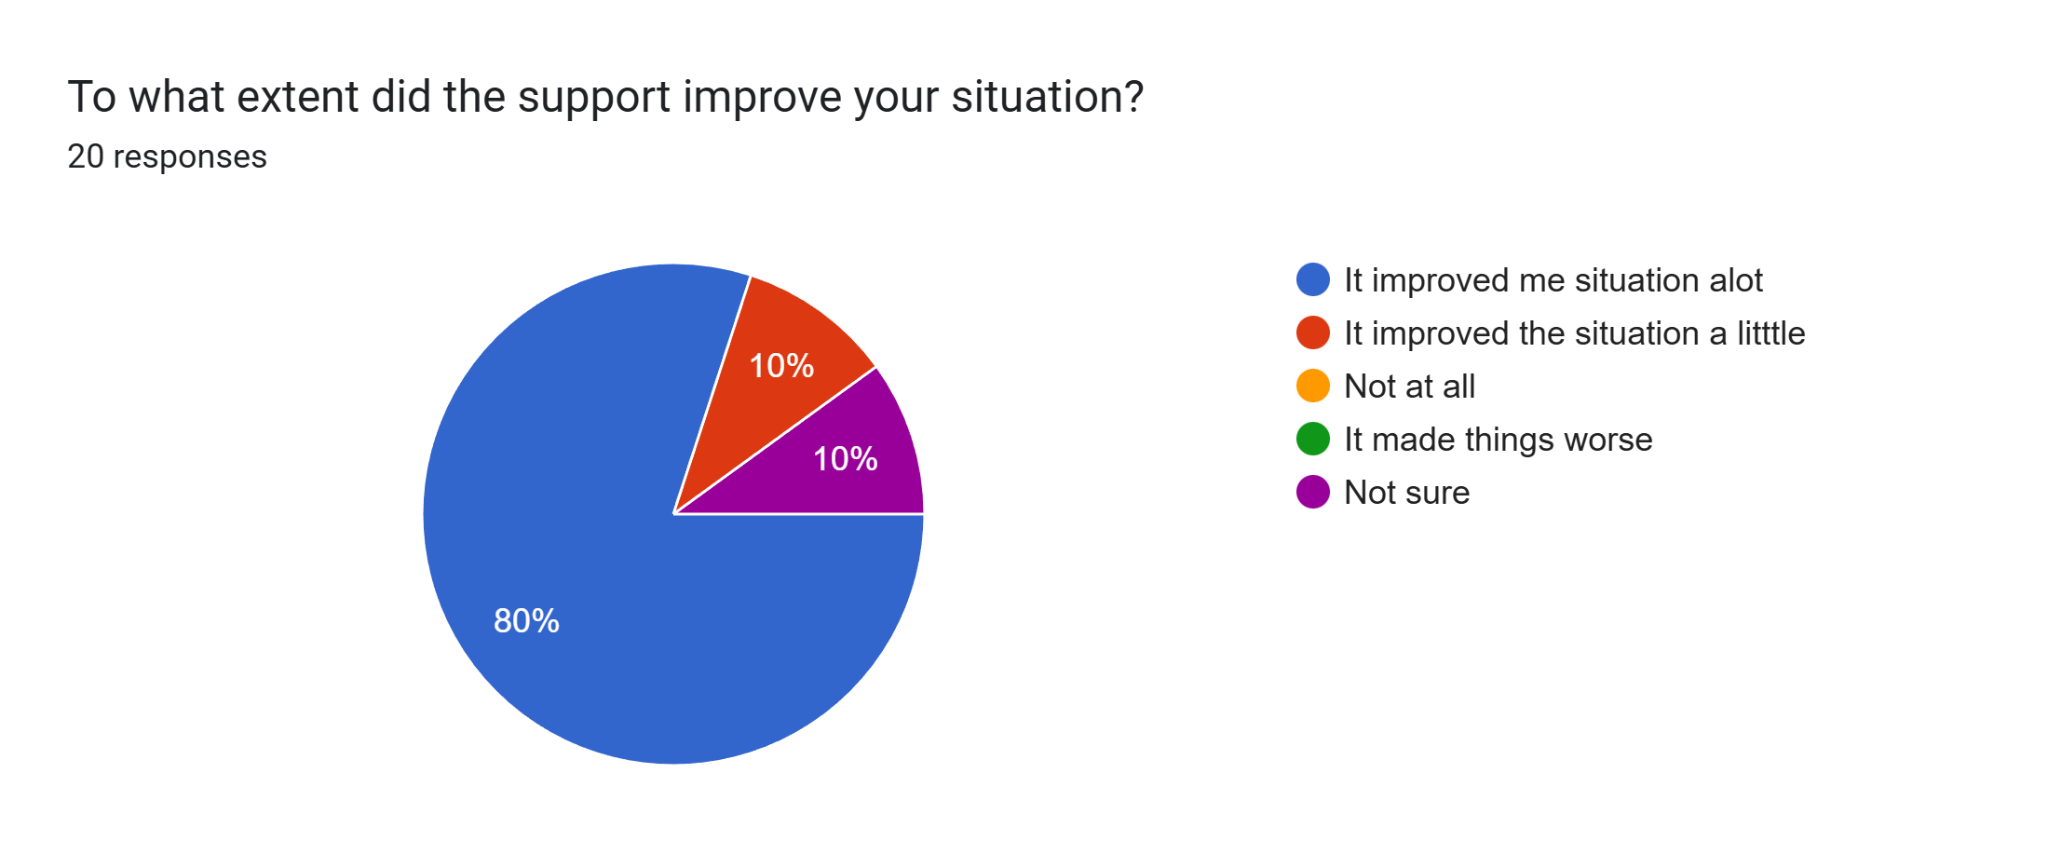 To what extent did the support improve your situation?
20 responses
10%
10%
80%
It improved me situation alot
It improved the situation a litttle
Not at all
It made things worse
Not sure